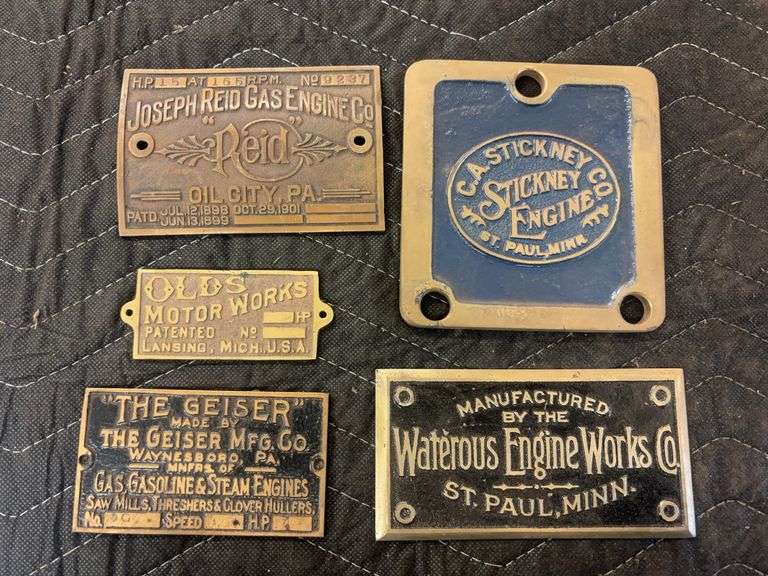 H.P. 15 AT 165 R.P.M. No 9237
JOSEPH REID GAS ENGINE CO
"Reid"
OIL CITY, PA.
PATD. JUL.12,1898 OCT.29,1901
JUN.13,1899
C.A. STICKNEY CO.
STICKNEY
ENGINE
ST. PAUL, MINN.
OLDS
MOTOR WORKS
HP
PATENTED No
LANSING, MICH., U.S.A.
"THE GEISER"
MADE BY
THE GEISER MFG. CO.
WAYNESBORO, PA.
MNFRS. OF
GAS, GASOLINE & STEAM ENGINES
SAW MILLS, THRESHERS & CLOVER HULLERS
No. SPEED H.P.
MANUFACTURED
BY THE
Waterous Engine Works Co.
ST. PAUL, MINN.